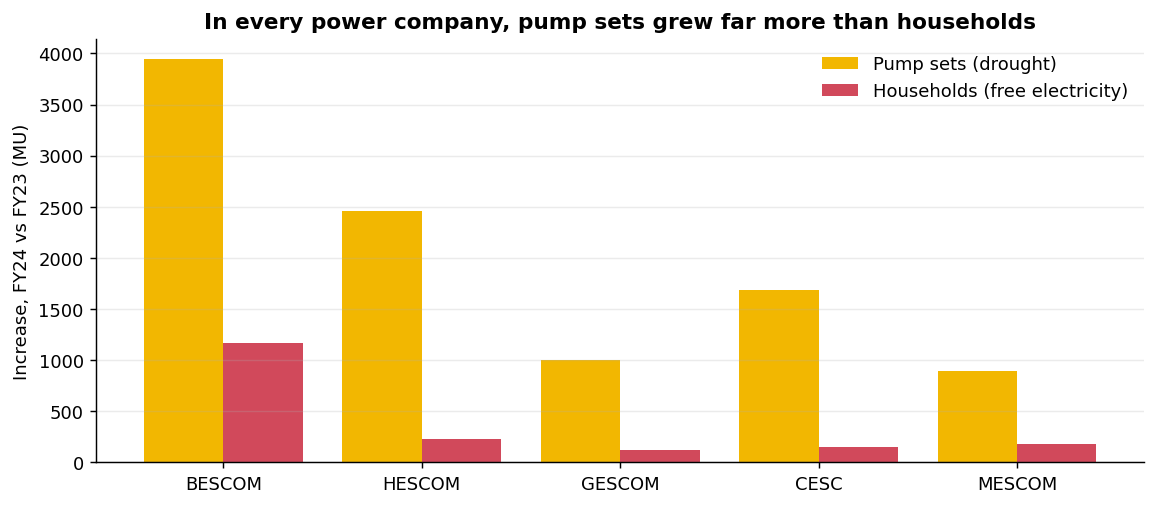 In every power company, pump sets grew far more than households
Pump sets (drought)
Households (free electricity)
Increase, FY24 vs FY23 (MU)
4000
3500
3000
2500
2000
1500
1000
500
0
BESCOM
HESCOM
GESCOM
CESC
MESCOM